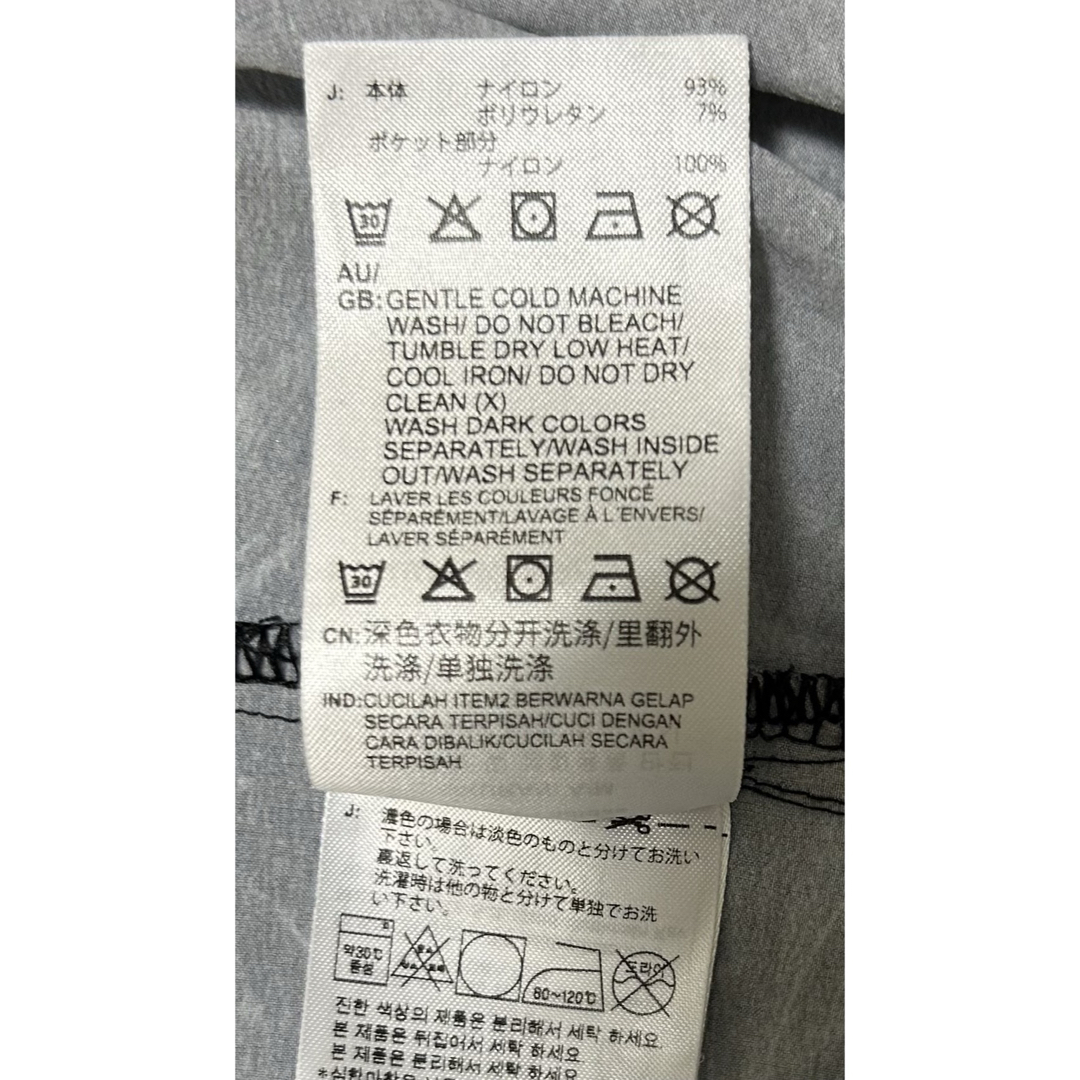 J: 本体 ナイロン 93%
ポリウレタン 7%
ポケット部分
ナイロン 100%
30
AU/
GB: GENTLE COLD MACHINE
WASH/ DO NOT BLEACH/
TUMBLE DRY LOW HEAT/
COOL IRON/ DO NOT DRY
CLEAN (X)
WASH DARK COLORS
SEPARATELY/WASH INSIDE
OUT/WASH SEPARATELY
F: LAVER LES COULEURS FONCÉ
SÉPARÉMENT/LAVAGE À L'ENVERS/
LAVER SÉPARÉMENT
30
CN: 深色衣物分开洗涤/里翻外
洗涤/单独洗涤
IND: CUCILAH ITEM2 BERWARNA GELAP
SECARA TERPISAH/CUCI DENGAN
CARA DIBALIK/CUCILAH SECARA
TERPISAH
J: 濃色の場合は淡色のものと分けてお洗い
下さい。
裏返して洗ってください。
洗濯時は他の物と分けて単独でお洗
い下さい。
약30℃
중성
80~120℃
드라이
진한 색상의 제품은 분리해서 세탁 하세요.
본 제품은 뒤집어서 세탁 하세요
본 제품은 분리해서 세탁 하세요